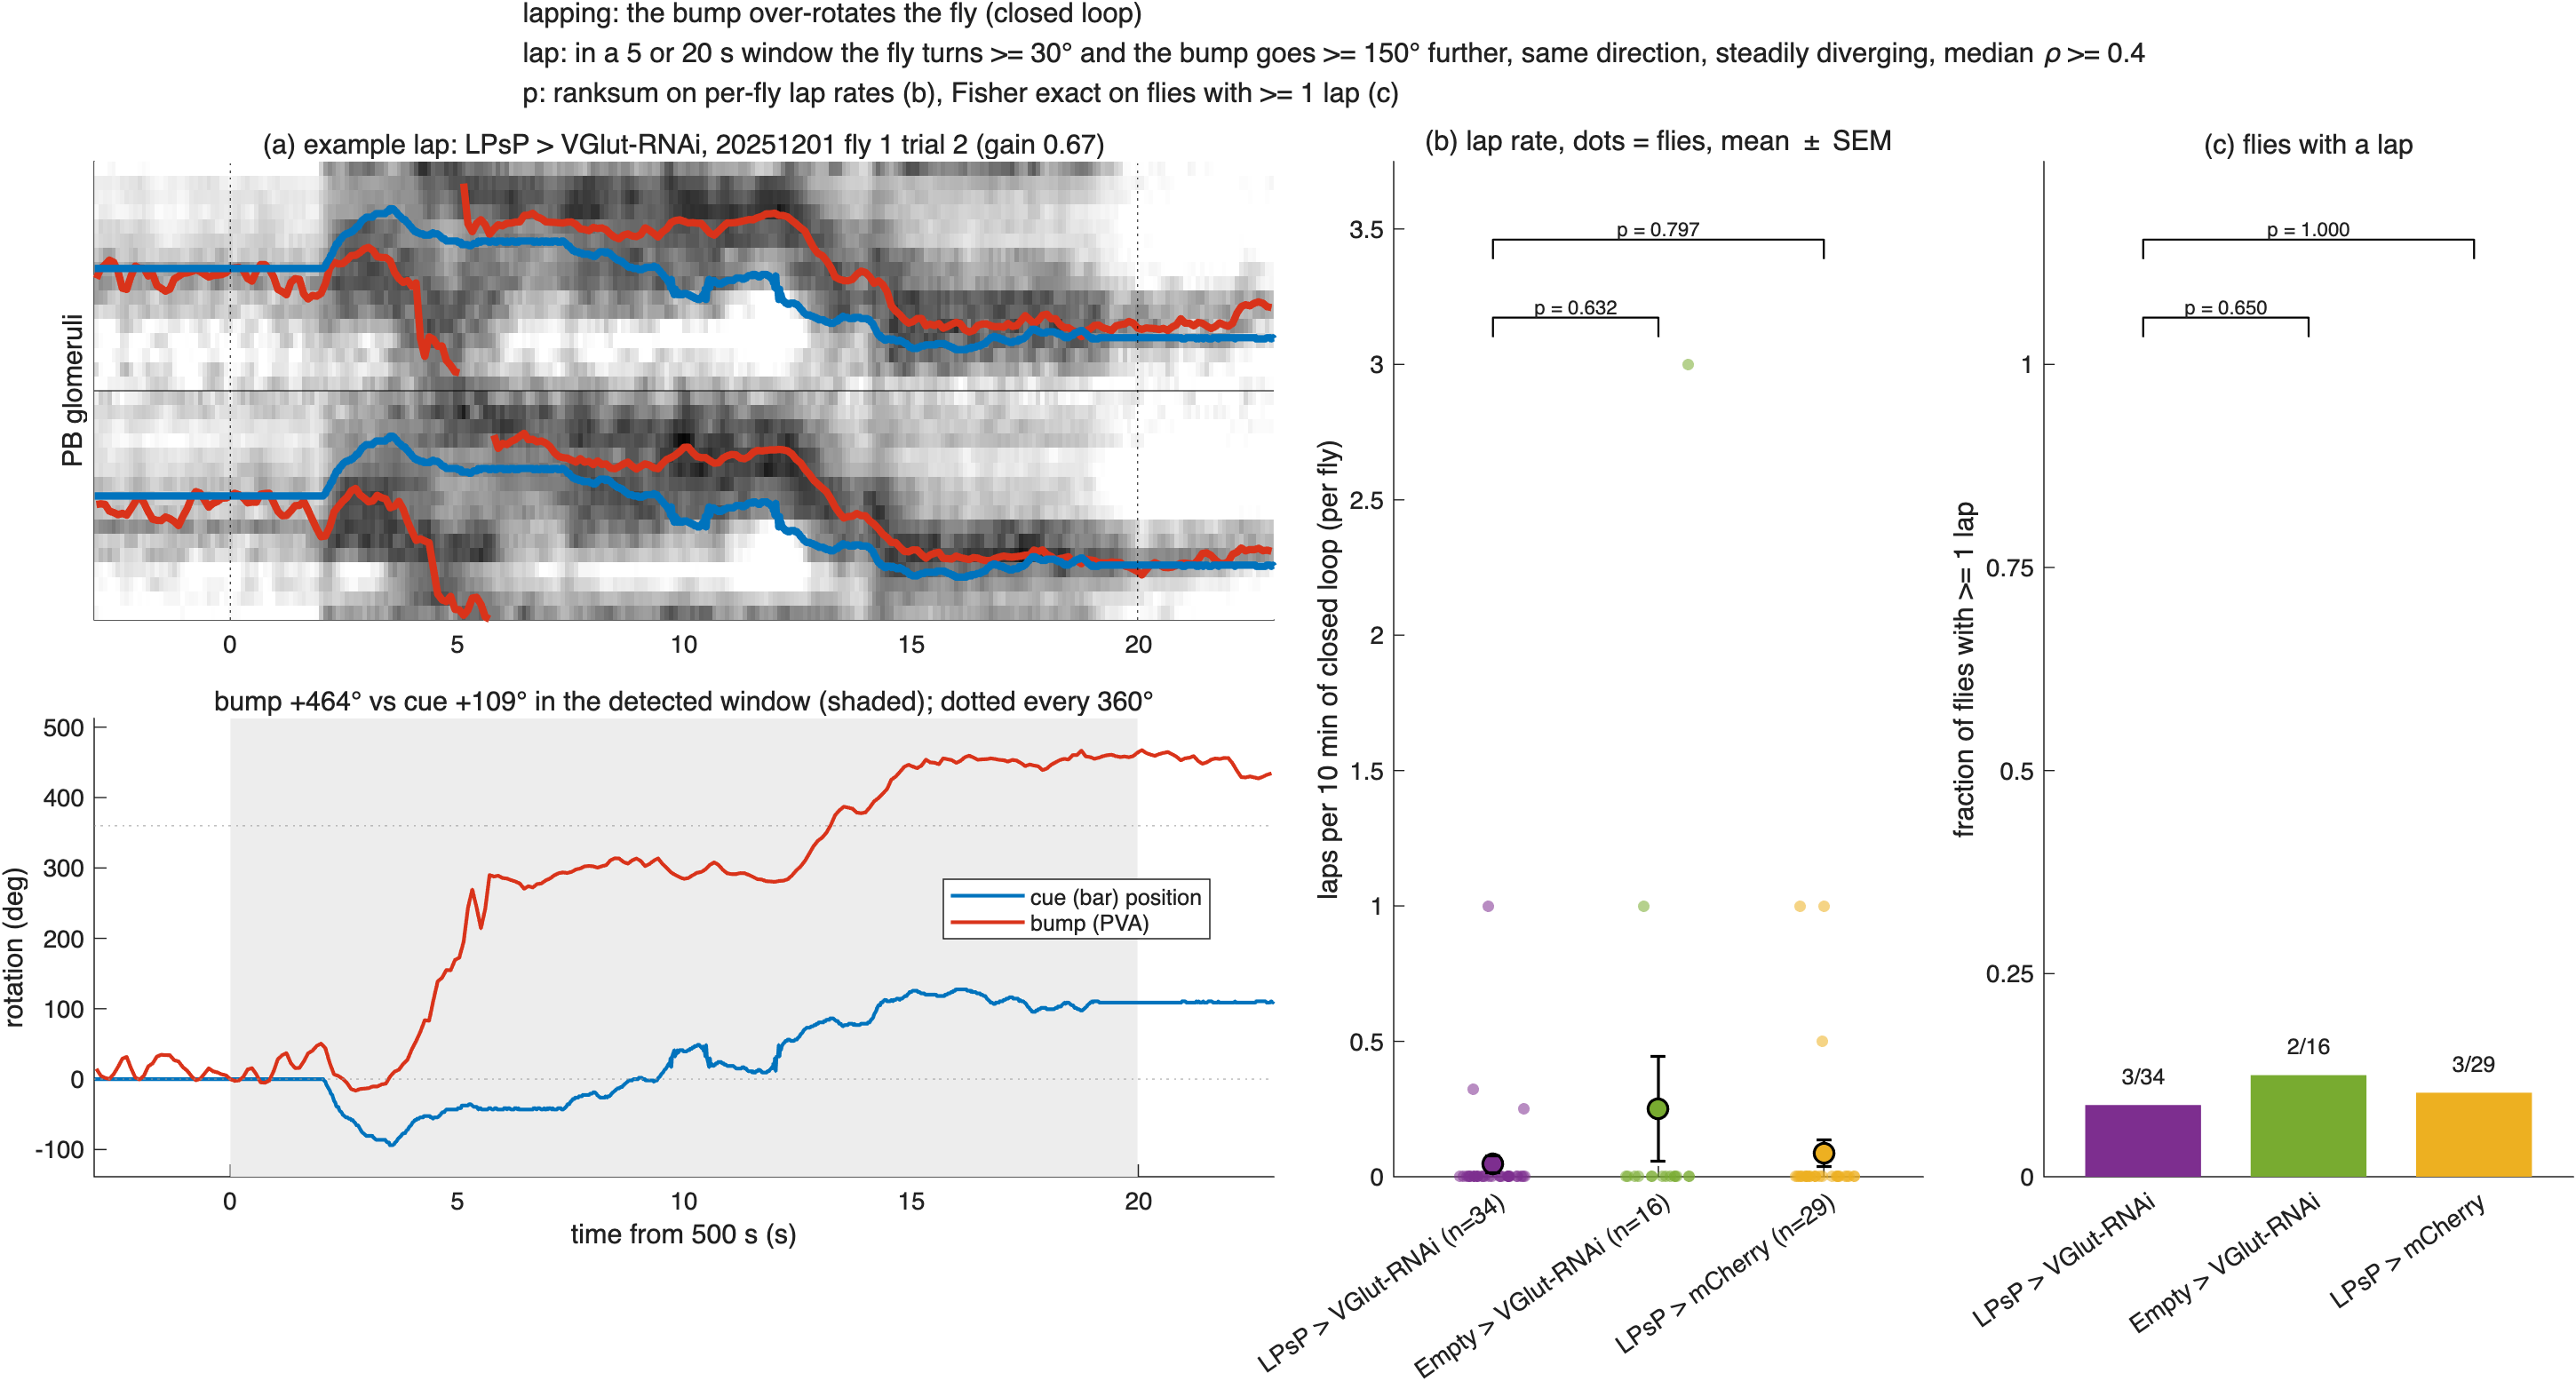 lapping: the bump over-rotates the fly (closed loop)
lap: in a 5 or 20 s window the fly turns >= 30° and the bump goes >= 150° further, same direction, steadily diverging, median ρ >= 0.4
p: ranksum on per-fly lap rates (b), Fisher exact on flies with >= 1 lap (c)
(a) example lap: LPsP > VGlut-RNAi, 20251201 fly 1 trial 2 (gain 0.67)
PB glomeruli
0 5 10 15 20
bump +464° vs cue +109° in the detected window (shaded); dotted every 360°
rotation (deg)
500
400
300
200
100
0
-100
cue (bar) position
bump (PVA)
0 5 10 15 20
time from 500 s (s)
(b) lap rate, dots = flies, mean ± SEM
laps per 10 min of closed loop (per fly)
3.5
3
2.5
2
1.5
1
0.5
0
p = 0.797
p = 0.632
LPsP > VGlut-RNAi (n=34)
Empty > VGlut-RNAi (n=16)
LPsP > mCherry (n=29)
(c) flies with a lap
fraction of flies with >= 1 lap
1
0.75
0.5
0.25
0
p = 1.000
p = 0.650
3/34
2/16
3/29
LPsP > VGlut-RNAi
Empty > VGlut-RNAi
LPsP > mCherry